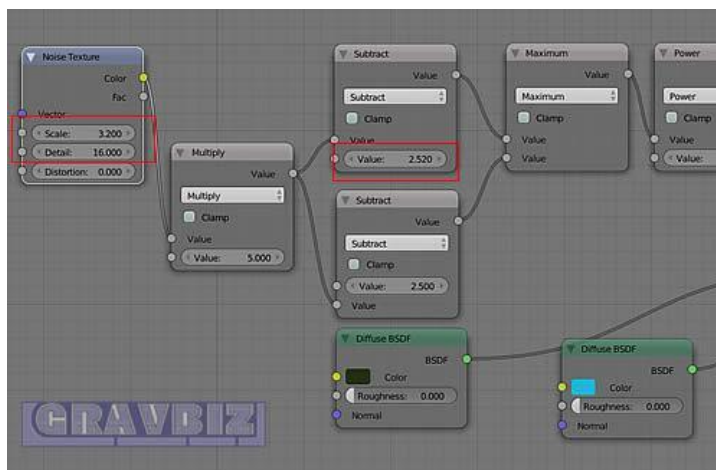 Noise Texture
Color
Fac
Vector
Scale: 3.200
Detail: 16.000
Distortion: 0.000
Multiply
Value
Multiply
Clamp
Value
Value: 5.000
Subtract
Value
Subtract
Clamp
Value
Value: 2.520
Subtract
Value
Subtract
Clamp
Value: 2.500
Value
Maximum
Value
Maximum
Clamp
Value
Value
Power
Power
Clamp
Value
Value:
Diffuse BSDF
BSDF
Color
Roughness: 0.000
Normal
Diffuse BSDF
BSDF
Color
Roughness: 0.000
Normal
GRAVBIZ